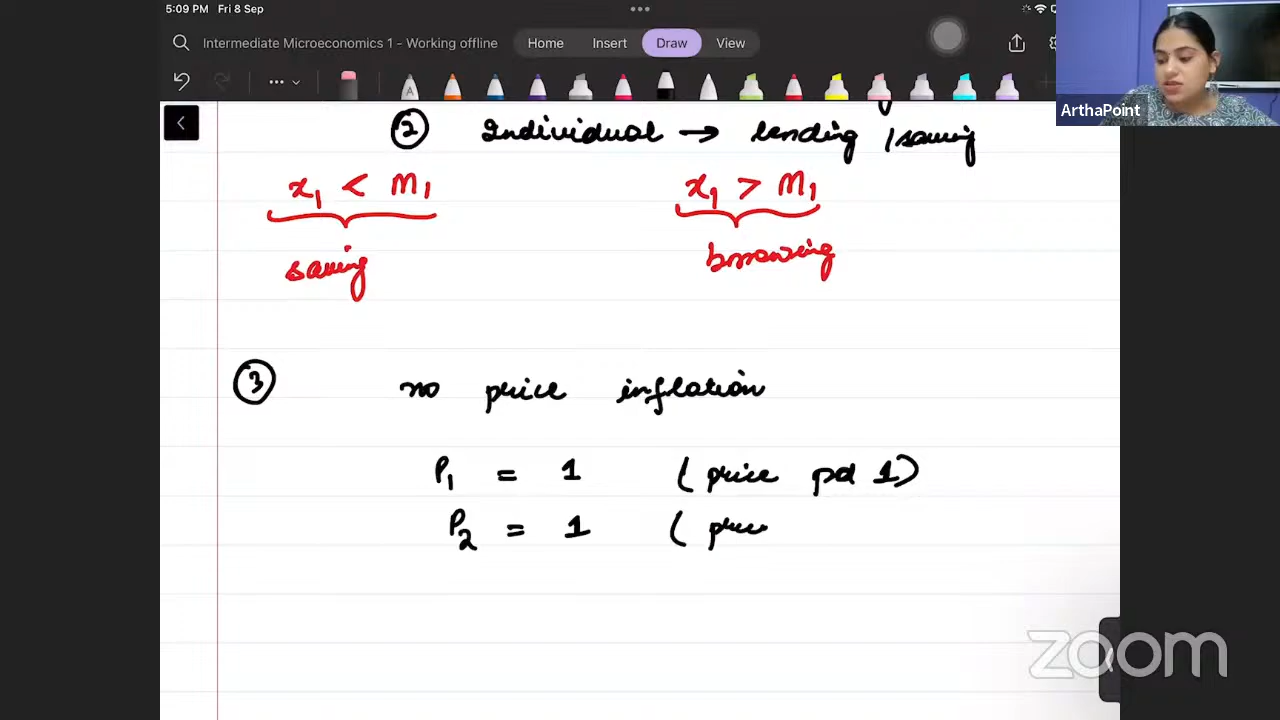 5:09 PM Fri 8 Sep
Intermediate Microeconomics 1 - Working offline
Home Insert Draw View
ArthaPoint
② Individual → lending / saving
x₁ < M₁ x₁ > M₁
saving borrowing
③ no price inflation
P₁ = 1 ( price pd 1 )
P₂ = 1 ( price
zoom